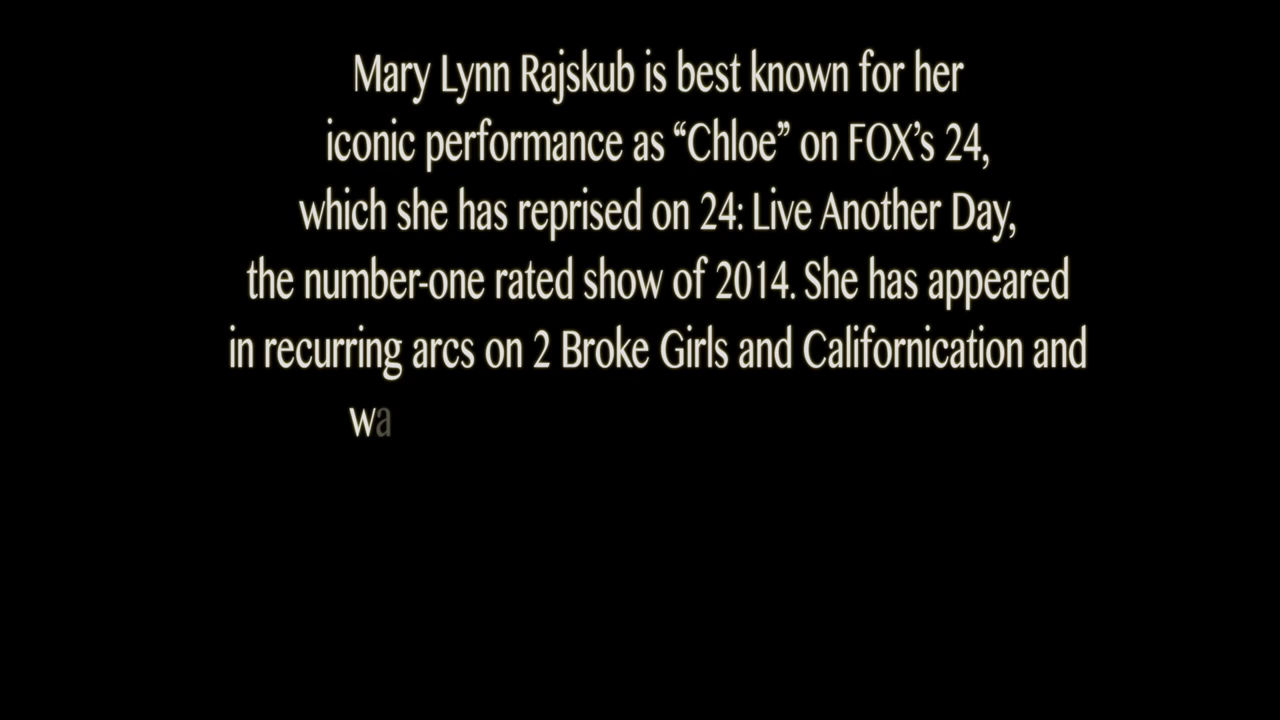 Mary Lynn Rajskub is best known for her
iconic performance as “Chloe” on FOX’s 24,
which she has reprised on 24: Live Another Day,
the number-one rated show of 2014. She has appeared
in recurring arcs on 2 Broke Girls and Californication and
wa